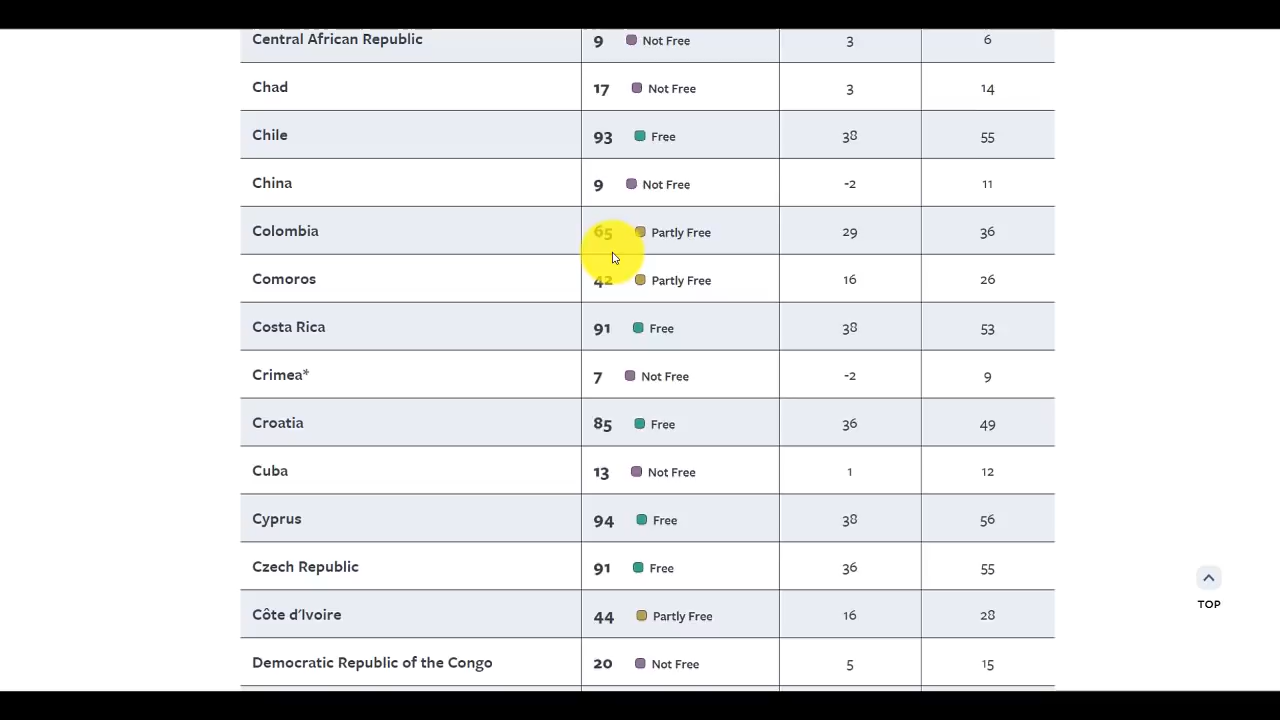 Central African Republic 9 Not Free 3 6
Chad 17 Not Free 3 14
Chile 93 Free 38 55
China 9 Not Free -2 11
Colombia 65 Partly Free 29 36
Comoros 42 Partly Free 16 26
Costa Rica 91 Free 38 53
Crimea* 7 Not Free -2 9
Croatia 85 Free 36 49
Cuba 13 Not Free 1 12
Cyprus 94 Free 38 56
Czech Republic 91 Free 36 55
Côte d'Ivoire 44 Partly Free 16 28
Democratic Republic of the Congo 20 Not Free 5 15
TOP